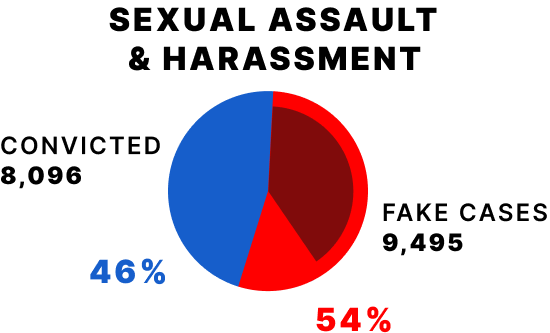 SEXUAL ASSAULT
& HARASSMENT
CONVICTED
8,096
46%
FAKE CASES
9,495
54%